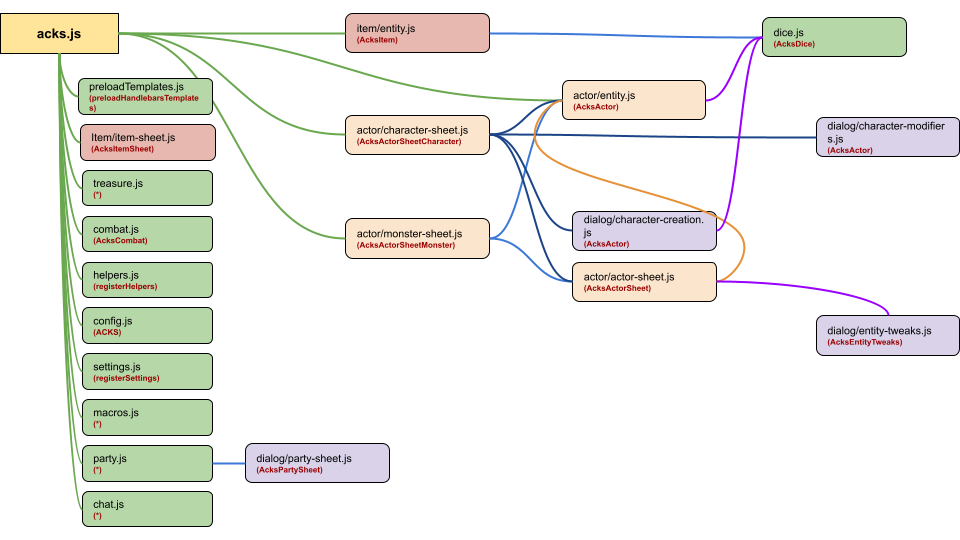 acks.js
preloadTemplates.js
(preloadHandlebarsTemplate
s)
Item/item-sheet.js
(AcksItemSheet)
treasure.js
(*)
combat.js
(AcksCombat)
helpers.js
(registerHelpers)
config.js
(ACKS)
settings.js
(registerSettings)
macros.js
(*)
party.js
(*)
chat.js
(*)
dialog/party-sheet.js
(AcksPartySheet)
item/entity.js
(AcksItem)
actor/character-sheet.js
(AcksActorSheetCharacter)
actor/monster-sheet.js
(AcksActorSheetMonster)
actor/entity.js
(AcksActor)
dialog/character-creation.
js
(AcksActor)
actor/actor-sheet.js
(AcksActorSheet)
dice.js
(AcksDice)
dialog/character-modifier
s.js
(AcksActor)
dialog/entity-tweaks.js
(AcksEntityTweaks)